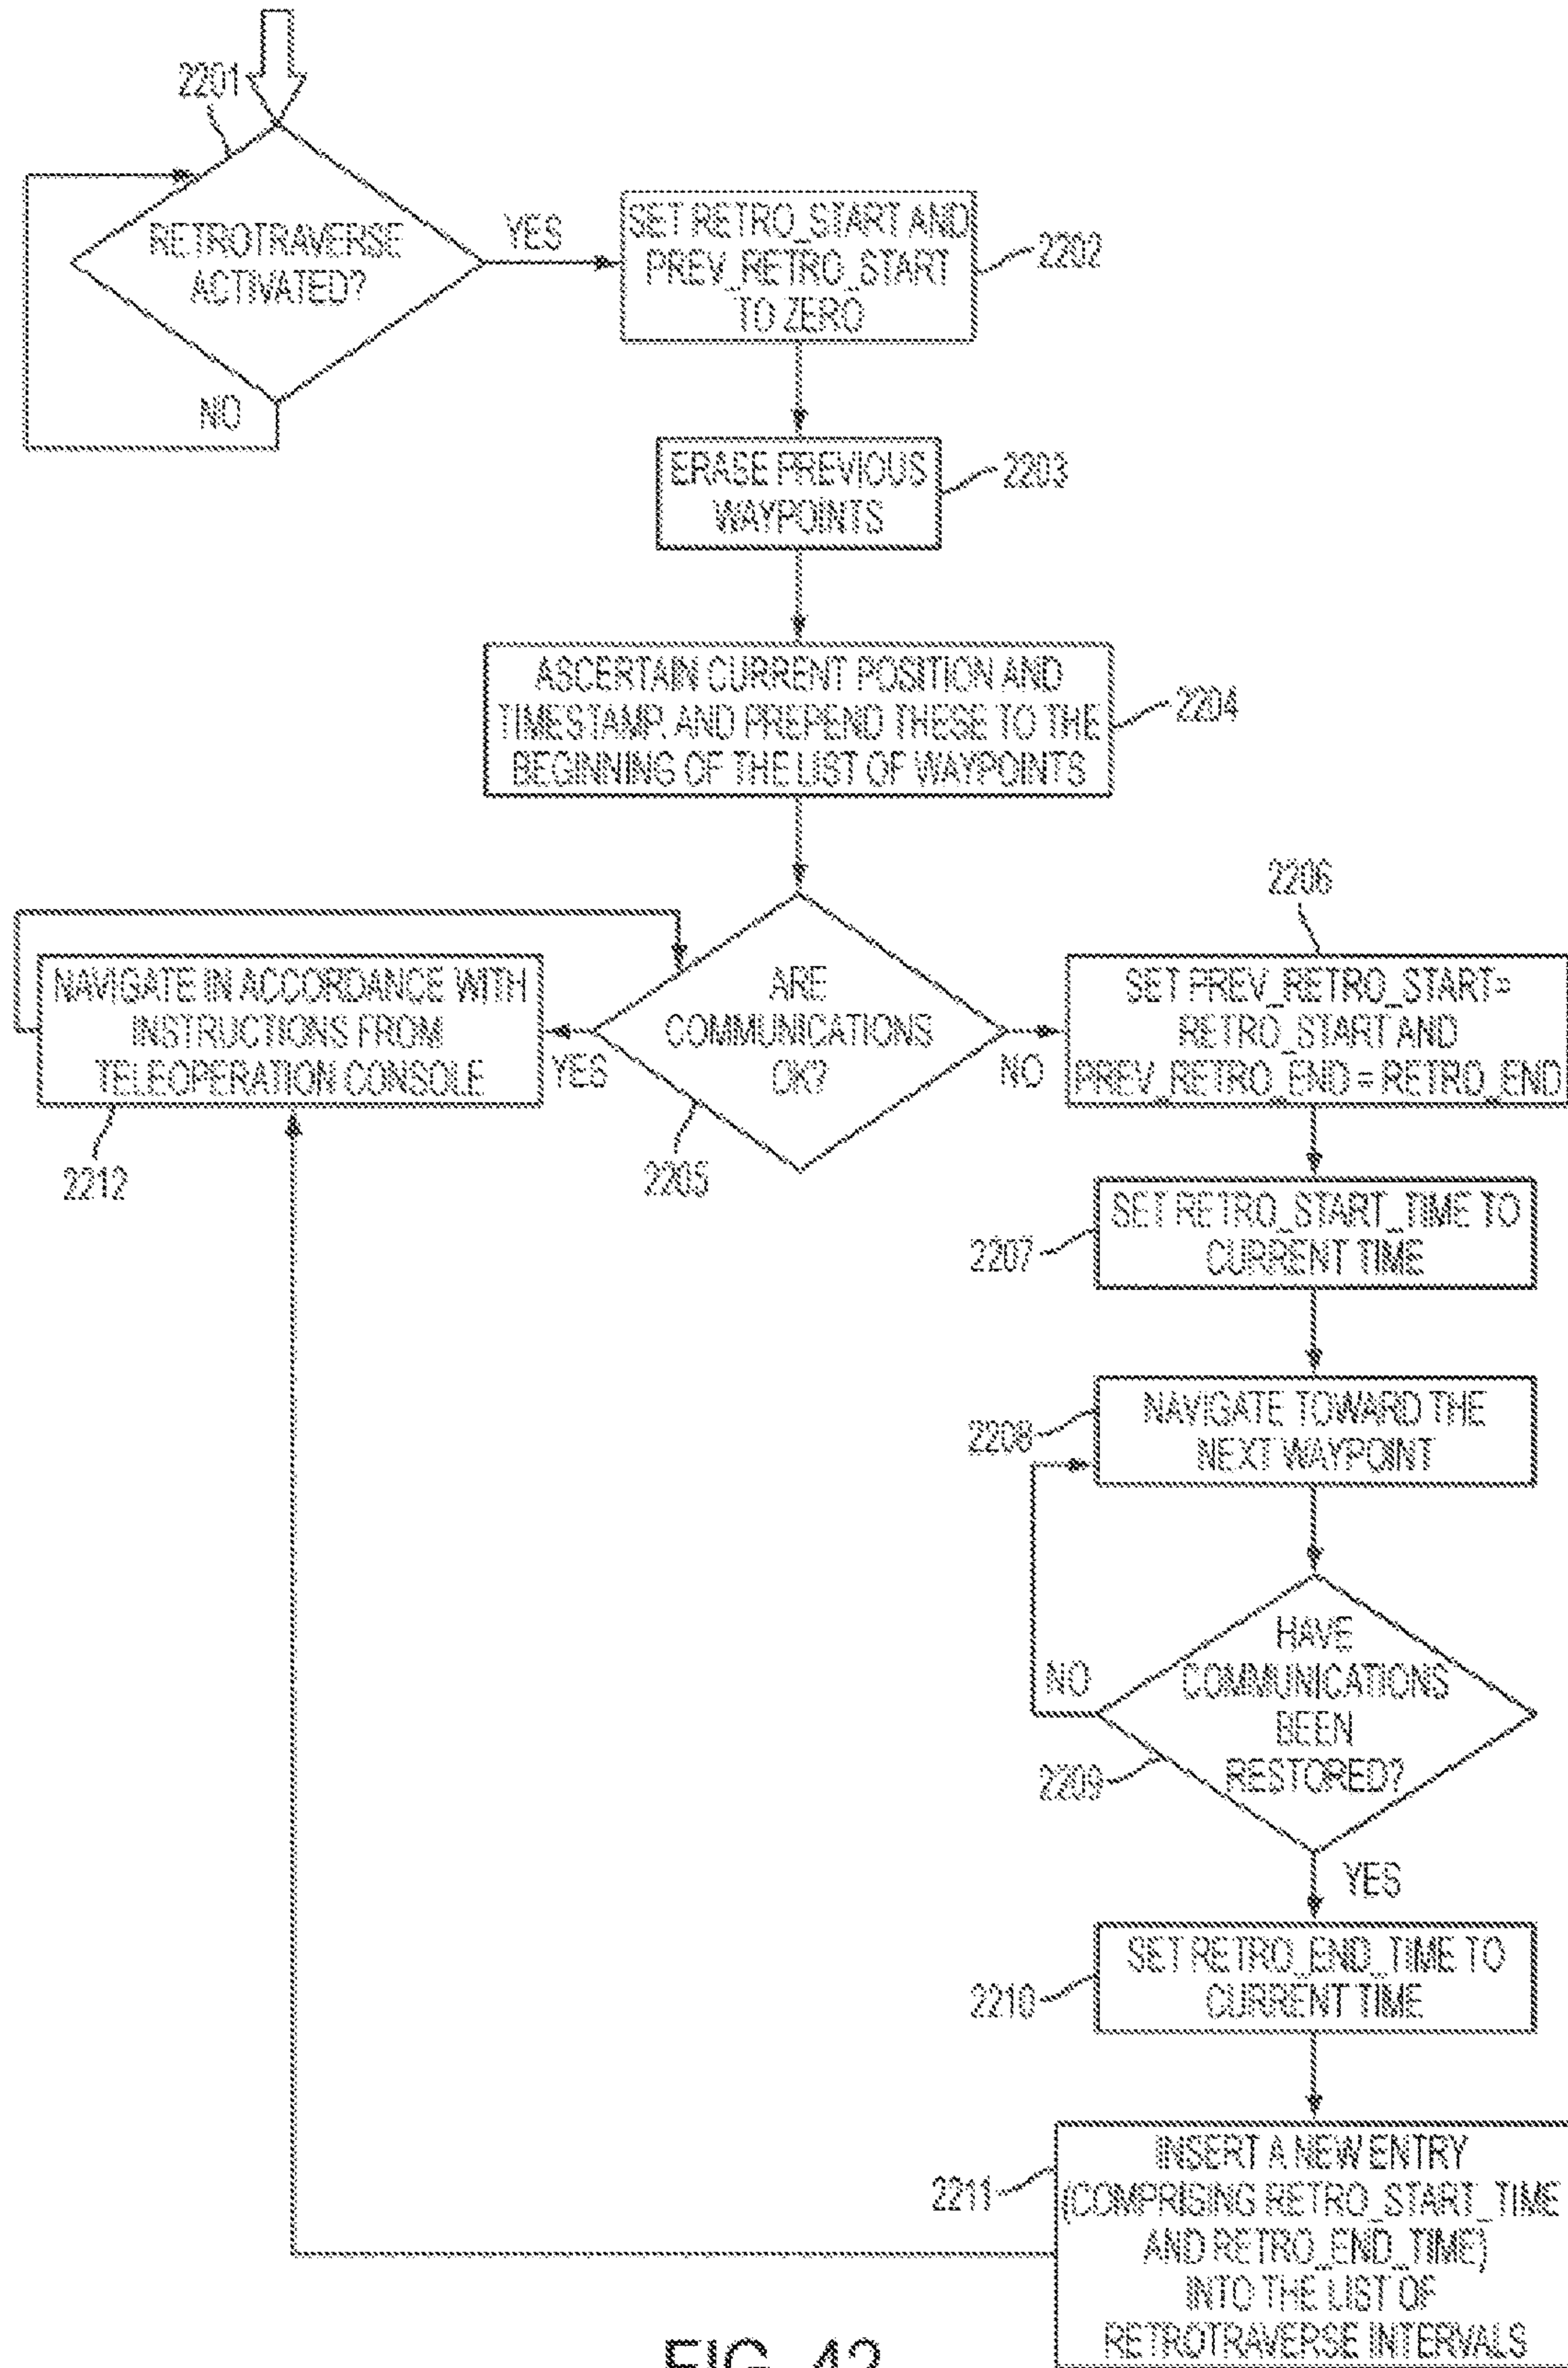 2201
RETROTRAVERSE
ACTIVATED?
YES
NO
SET RETRO_START AND
PREV_RETRO_START
TO ZERO
2202
ERASE PREVIOUS
WAYPOINTS
2203
ASCERTAIN CURRENT POSITION AND
TIMESTAMP, AND PREPEND THESE TO THE
BEGINNING OF THE LIST OF WAYPOINTS
2204
NAVIGATE IN ACCORDANCE WITH
INSTRUCTIONS FROM
TELEOPERATION CONSOLE
2212
YES
ARE
COMMUNICATIONS
OK?
2205
NO
2206
SET PREV_RETRO_START=
RETRO_START AND
PREV_RETRO_END = RETRO_END
SET RETRO_START_TIME TO
CURRENT TIME
2207
NAVIGATE TOWARD THE
NEXT WAYPOINT
2208
HAVE
COMMUNICATIONS
BEEN
RESTORED?
NO
2209
YES
SET RETRO_END_TIME TO
CURRENT TIME
2210
INSERT A NEW ENTRY
(COMPRISING RETRO_START_TIME
AND RETRO_END_TIME)
INTO THE LIST OF
RETROTRAVERSE INTERVALS
2211
FIG. 42